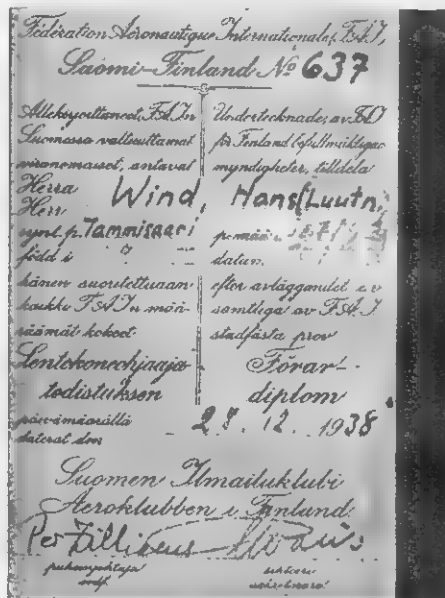 Fédération Aéronautique Internationale, F.A.I.
Suomi-Finland № 637
Allekirjoittaneet, F.A.I:n
Suomessa valtuuttamat
viranomaiset, antavat
Herra
Herr
synt. p. Tammisaari
född i
hänen suoritettuaan
kaikki F.A.I:n mää-
räämät kokeet
Lentokoneohjaaja-
todistuksen
päivämäärällä
daterat den
Undertecknade, av F.A.I.
för Finland befullmäktigade
myndigheter, tilldela
Wind, Hans (Luutn.)
datum
efter avläggandet av
samtliga av F.A.I.
stadfästa prov
Förar-
diplom
12. 1938
Suomen Ilmailuklubi
Aeroklubben i Finland
Per Zilliacus
puheenjohtaja
ordf.
sihteeri